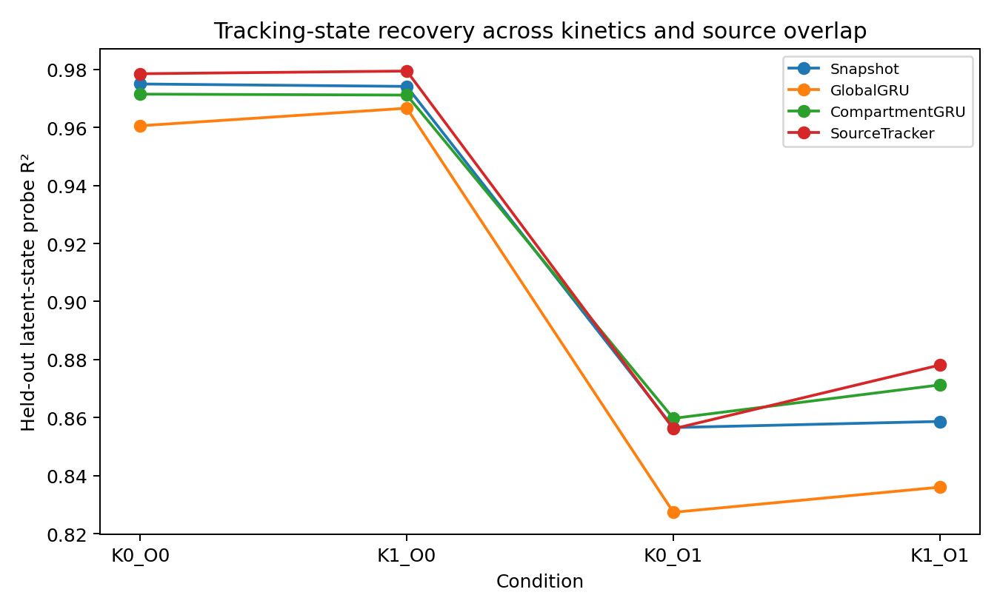 Tracking-state recovery across kinetics and source overlap
Snapshot
GlobalGRU
CompartmentGRU
SourceTracker
Held-out latent-state probe R²
0.98
0.96
0.94
0.92
0.90
0.88
0.86
0.84
0.82
K0_O0 K1_O0 K0_O1 K1_O1
Condition